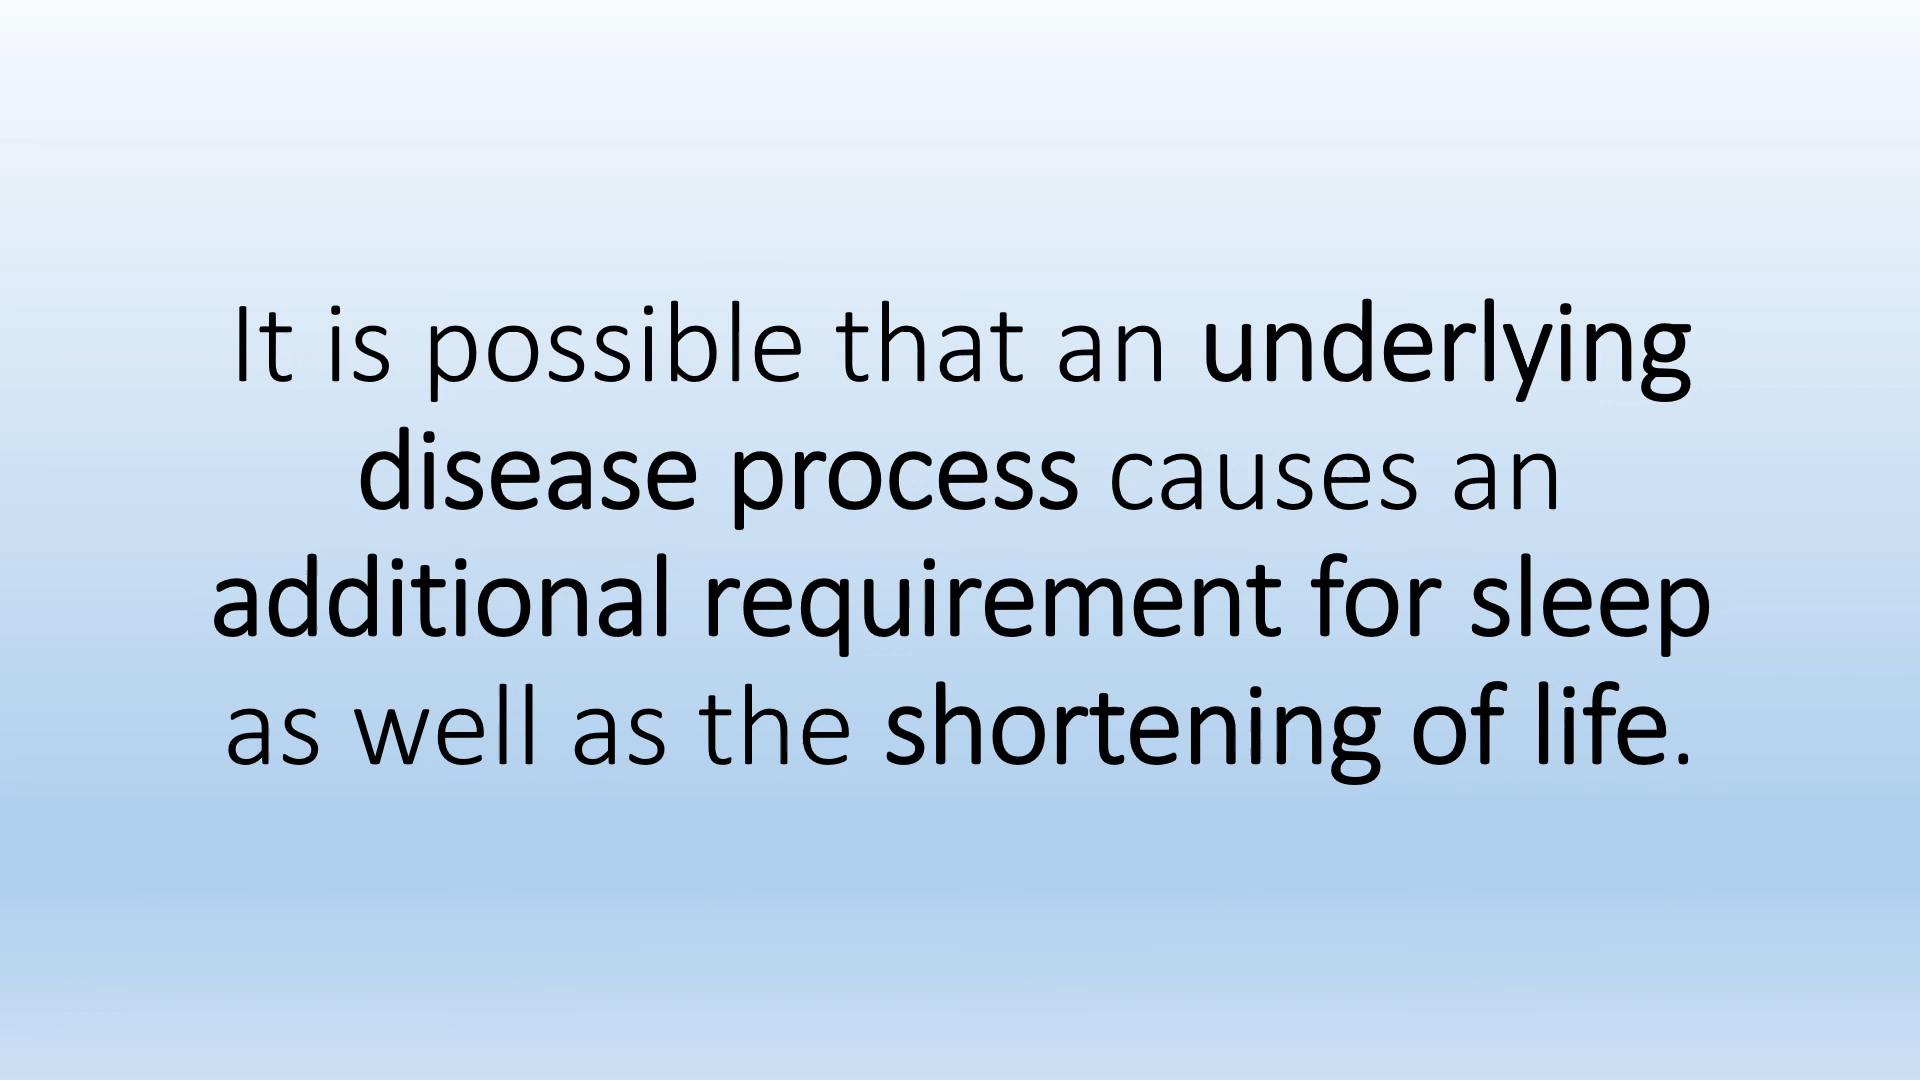 It is possible that an underlying
disease process causes an
additional requirement for sleep
as well as the shortening of life.